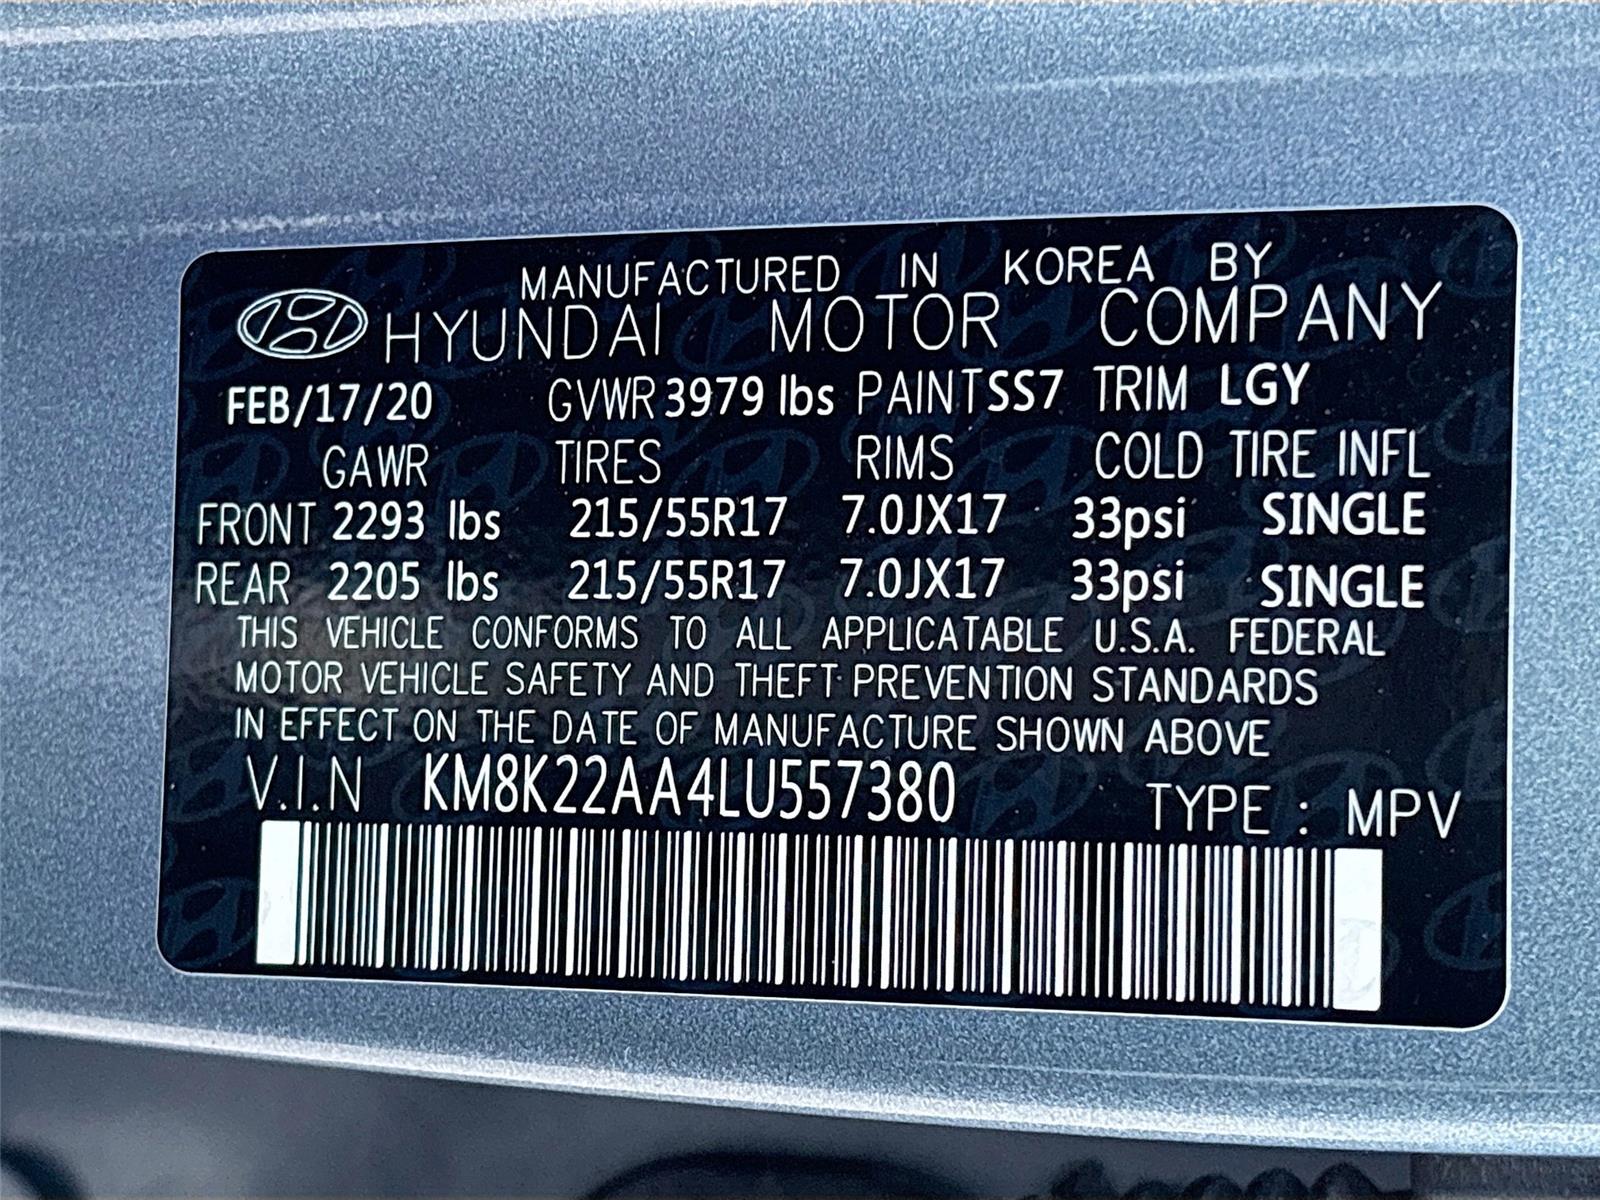 MANUFACTURED IN KOREA BY
HYUNDAI MOTOR COMPANY
FEB/17/20 GVWR 3979 lbs PAINT SS7 TRIM LGY
GAWR TIRES RIMS COLD TIRE INFL
FRONT 2293 lbs 215/55R17 7.0JX17 33psi SINGLE
REAR 2205 lbs 215/55R17 7.0JX17 33psi SINGLE
THIS VEHICLE CONFORMS TO ALL APPLICATABLE U.S.A. FEDERAL
MOTOR VEHICLE SAFETY AND THEFT PREVENTION STANDARDS
IN EFFECT ON THE DATE OF MANUFACTURE SHOWN ABOVE
V.I.N KM8K22AA4LU557380 TYPE : MPV